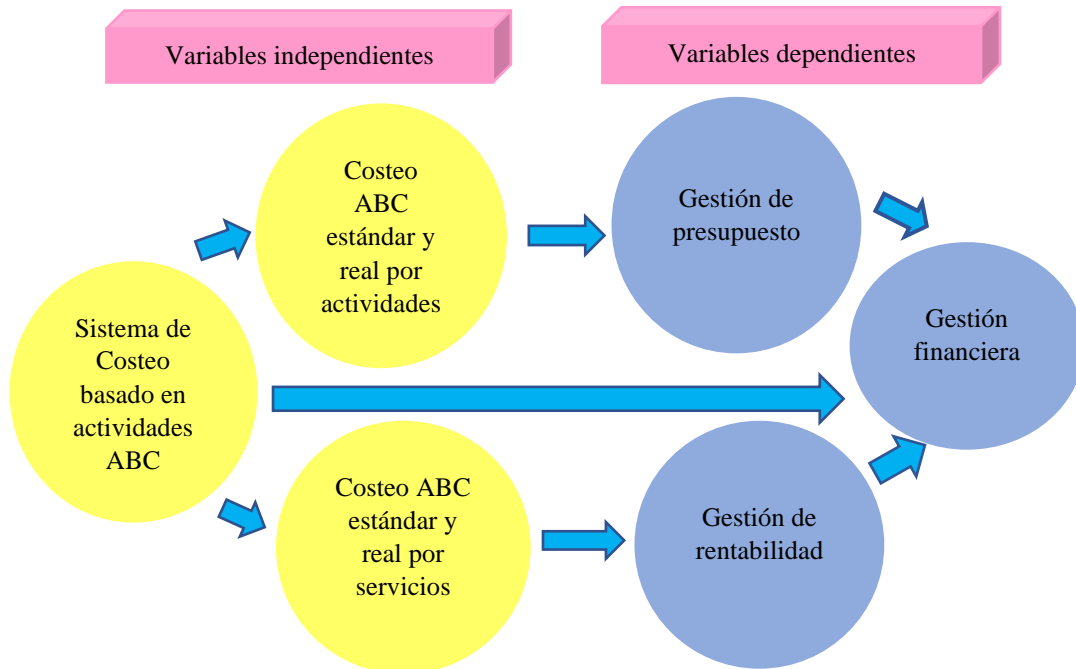 Variables independientes
Variables dependientes
Costeo
ABC
estándar y
real por
actividades
Gestión de
presupuesto
Sistema de
Costeo
basado en
actividades
ABC
Gestión
financiera
Costeo ABC
estándar y
real por
servicios
Gestión de
rentabilidad